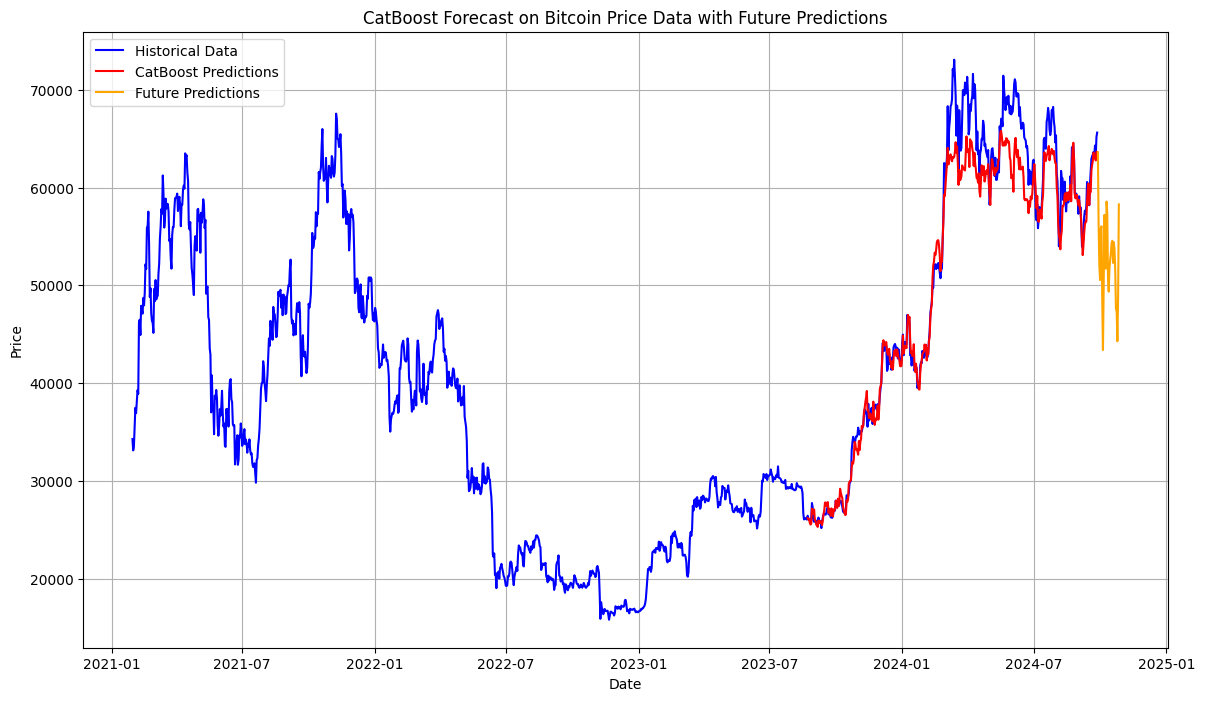 CatBoost Forecast on Bitcoin Price Data with Future Predictions
Historical Data
CatBoost Predictions
Future Predictions
Price
70000
60000
50000
40000
30000
20000
2021-01 2021-07 2022-01 2022-07 2023-01 2023-07 2024-01 2024-07 2025-01
Date